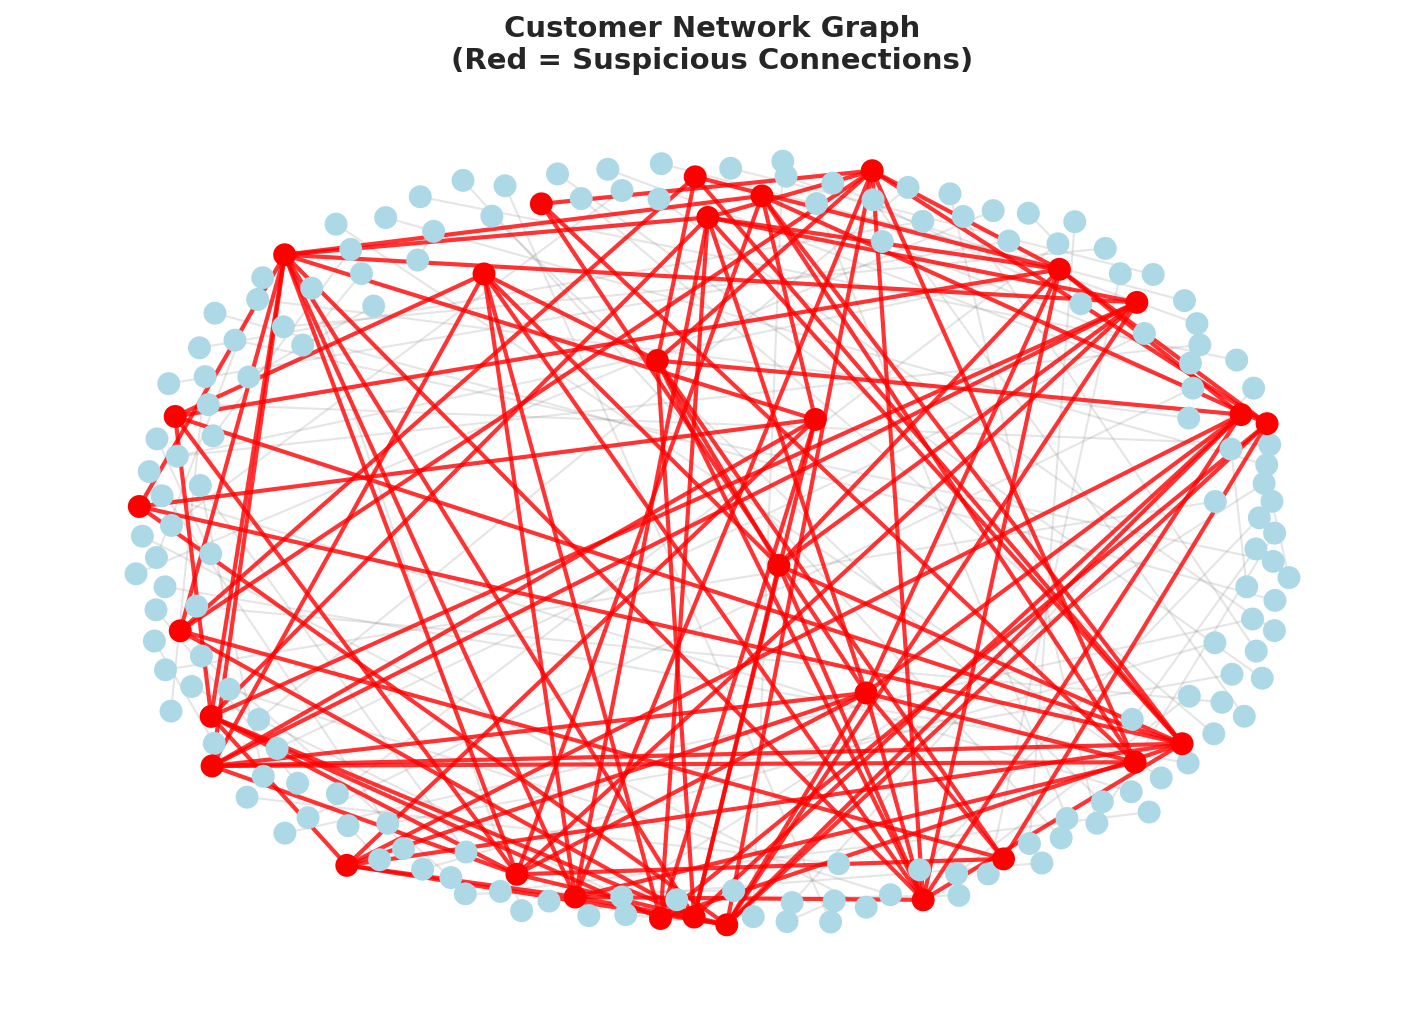 Customer Network Graph
(Red = Suspicious Connections)